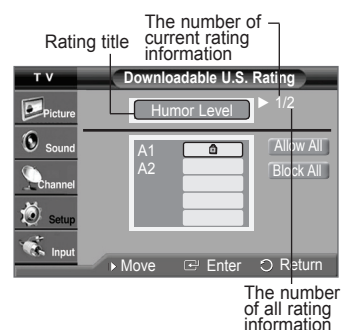 The number of
current rating
information
Rating title
T V
Downloadable U.S. Rating
Picture
Humor Level
▶ 1/2
Sound
A1
Allow All
A2
Block All
Channel
Setup
Input
Move
Enter
Return
The number
of all rating
information